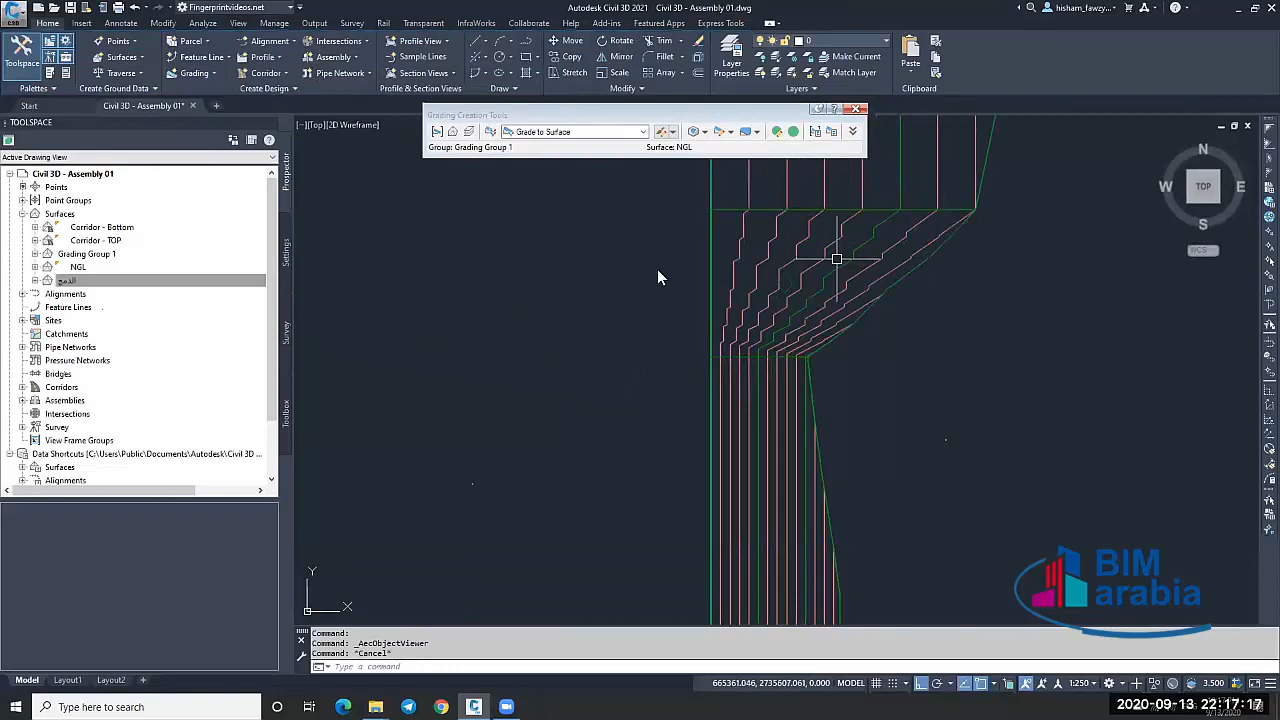 Fingerprintvideos.net
Autodesk Civil 3D 2021 Civil 3D - Assembly 01.dwg
hisham_fawzy...
C3D
Home Insert Annotate Modify Analyze View Manage Output Survey Rail Transparent InfraWorks Collaborate Help Add-ins Featured Apps Express Tools
Toolspace
Palettes
Points
Surfaces
Traverse
Create Ground Data
Parcel
Feature Line
Grading
Alignment
Profile
Corridor
Intersections
Assembly
Pipe Network
Create Design
Profile View
Sample Lines
Section Views
Profile & Section Views
Draw
Move
Copy
Stretch
Rotate
Mirror
Scale
Trim
Fillet
Array
Modify
Layer Properties
0
Make Current
Match Layer
Layers
Paste
Clipboard
Start
Civil 3D - Assembly 01*
TOOLSPACE
Active Drawing View
Civil 3D - Assembly 01
Points
Point Groups
Surfaces
Corridor - Bottom
Corridor - TOP
Grading Group 1
NGL
الدمج
Alignments
Feature Lines
Sites
Catchments
Pipe Networks
Pressure Networks
Bridges
Corridors
Assemblies
Intersections
Survey
View Frame Groups
Data Shortcuts [C:\Users\Public\Documents\Autodesk\Civil 3D ...
Surfaces
Alignments
Prospector
Settings
Survey
Toolbox
[−][Top][2D Wireframe]
Grading Creation Tools
Grade to Surface
Group: Grading Group 1
Surface: NGL
N
W
TOP
E
S
WCS
Y
X
BIM
arabia
Command:
Command: _AecObjectViewer
Command: *Cancel*
Type a command
Model Layout1 Layout2
665361.046, 2735607.061, 0.000 MODEL
1:250
3.500
Type here to search
2020-09-13 22:17:17